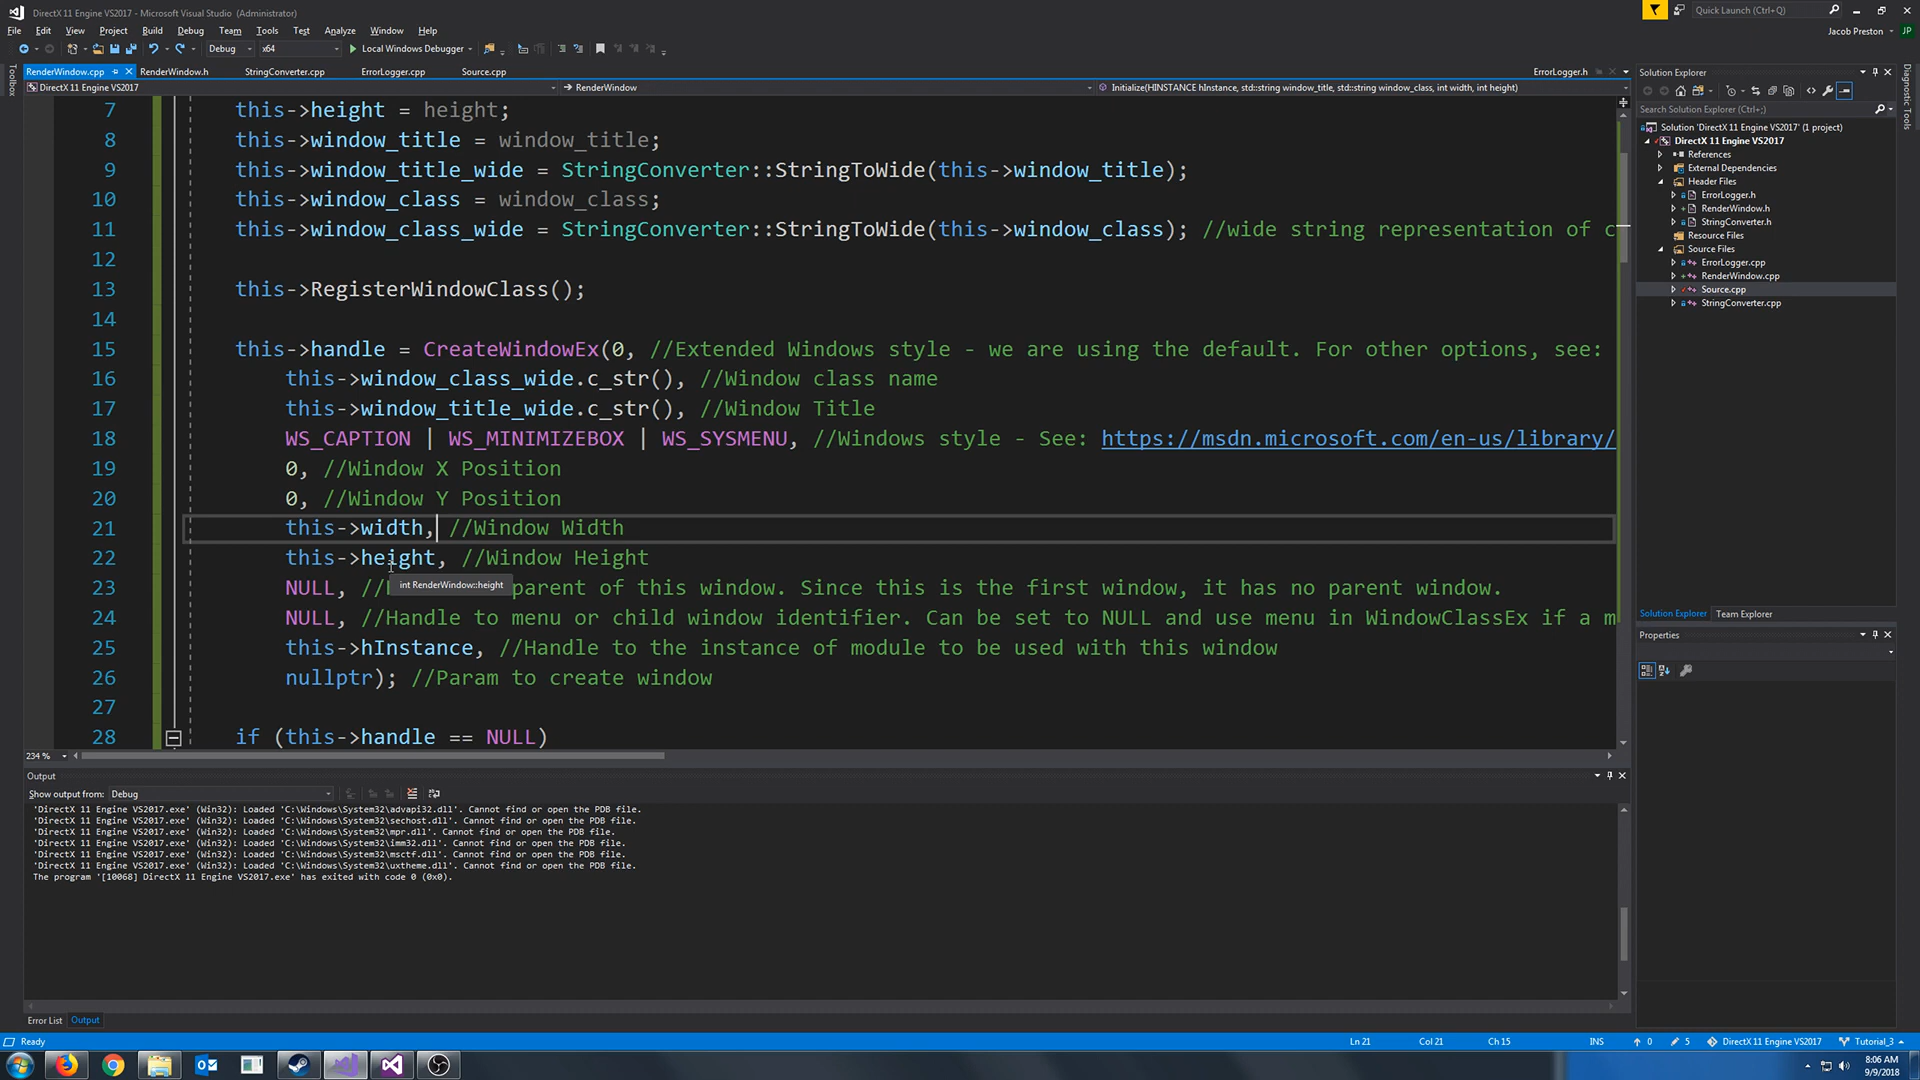 DirectX 11 Engine VS2017 - Microsoft Visual Studio (Administrator)
Quick Launch (Ctrl+Q)
File Edit View Project Build Debug Team Tools Test Analyze Window Help
Jacob Preston JP
Debug x64 Local Windows Debugger
RenderWindow.cpp RenderWindow.h StringConverter.cpp ErrorLogger.cpp Source.cpp ErrorLogger.h
DirectX 11 Engine VS2017 RenderWindow Initialize(HINSTANCE hInstance, std::string window_title, std::string window_class, int width, int height)
Toolbox
7 this->height = height;
8 this->window_title = window_title;
9 this->window_title_wide = StringConverter::StringToWide(this->window_title);
10 this->window_class = window_class;
11 this->window_class_wide = StringConverter::StringToWide(this->window_class); //wide string representation of c
12
13 this->RegisterWindowClass();
14
15 this->handle = CreateWindowEx(0, //Extended Windows style - we are using the default. For other options, see:
16 this->window_class_wide.c_str(), //Window class name
17 this->window_title_wide.c_str(), //Window Title
18 WS_CAPTION | WS_MINIMIZEBOX | WS_SYSMENU, //Windows style - See: https://msdn.microsoft.com/en-us/library/
19 0, //Window X Position
20 0, //Window Y Position
21 this->width, //Window Width
22 this->height, //Window Height
int RenderWindow::height
23 NULL, // parent of this window. Since this is the first window, it has no parent window.
24 NULL, //Handle to menu or child window identifier. Can be set to NULL and use menu in WindowClassEx if a m
25 this->hInstance, //Handle to the instance of module to be used with this window
26 nullptr); //Param to create window
27
28 if (this->handle == NULL)
234 %
Output
Show output from: Debug
'DirectX 11 Engine VS2017.exe' (Win32): Loaded 'C:\Windows\System32\advapi32.dll'. Cannot find or open the PDB file.
'DirectX 11 Engine VS2017.exe' (Win32): Loaded 'C:\Windows\System32\sechost.dll'. Cannot find or open the PDB file.
'DirectX 11 Engine VS2017.exe' (Win32): Loaded 'C:\Windows\System32\mpr.dll'. Cannot find or open the PDB file.
'DirectX 11 Engine VS2017.exe' (Win32): Loaded 'C:\Windows\System32\imm32.dll'. Cannot find or open the PDB file.
'DirectX 11 Engine VS2017.exe' (Win32): Loaded 'C:\Windows\System32\msctf.dll'. Cannot find or open the PDB file.
'DirectX 11 Engine VS2017.exe' (Win32): Loaded 'C:\Windows\System32\uxtheme.dll'. Cannot find or open the PDB file.
The program '[10068] DirectX 11 Engine VS2017.exe' has exited with code 0 (0x0).
Error List Output
Solution Explorer
Search Solution Explorer (Ctrl+;)
Solution 'DirectX 11 Engine VS2017' (1 project)
DirectX 11 Engine VS2017
References
External Dependencies
Header Files
ErrorLogger.h
RenderWindow.h
StringConverter.h
Resource Files
Source Files
ErrorLogger.cpp
RenderWindow.cpp
Source.cpp
StringConverter.cpp
Solution Explorer Team Explorer
Properties
Diagnostic Tools
Ready Ln 21 Col 21 Ch 15 INS 0 5 DirectX 11 Engine VS2017 Tutorial_3
8:06 AM
9/9/2018